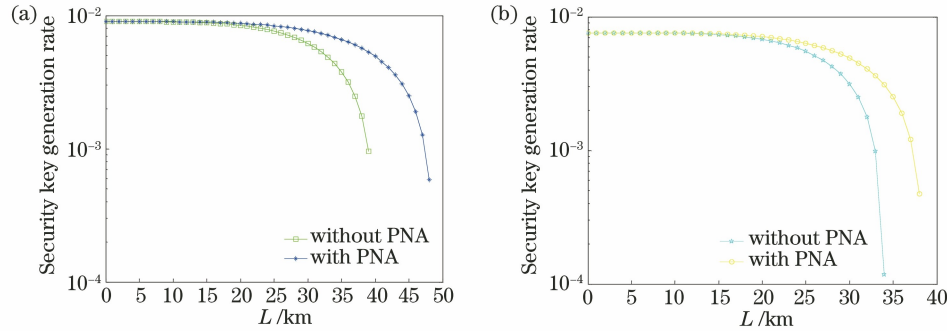 (a)
Security key generation rate
10⁻²
10⁻³
10⁻⁴
without PNA
with PNA
0 5 10 15 20 25 30 35 40 45 50
L /km
(b)
Security key generation rate
10⁻²
10⁻³
10⁻⁴
without PNA
with PNA
0 5 10 15 20 25 30 35 40
L /km